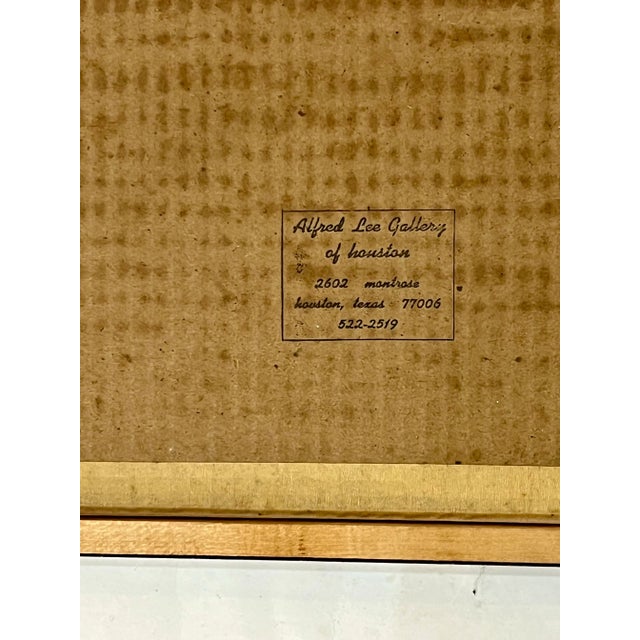 Alfred Lee Gallery
of houston
2602 montrose
houston, texas 77006
522-2519